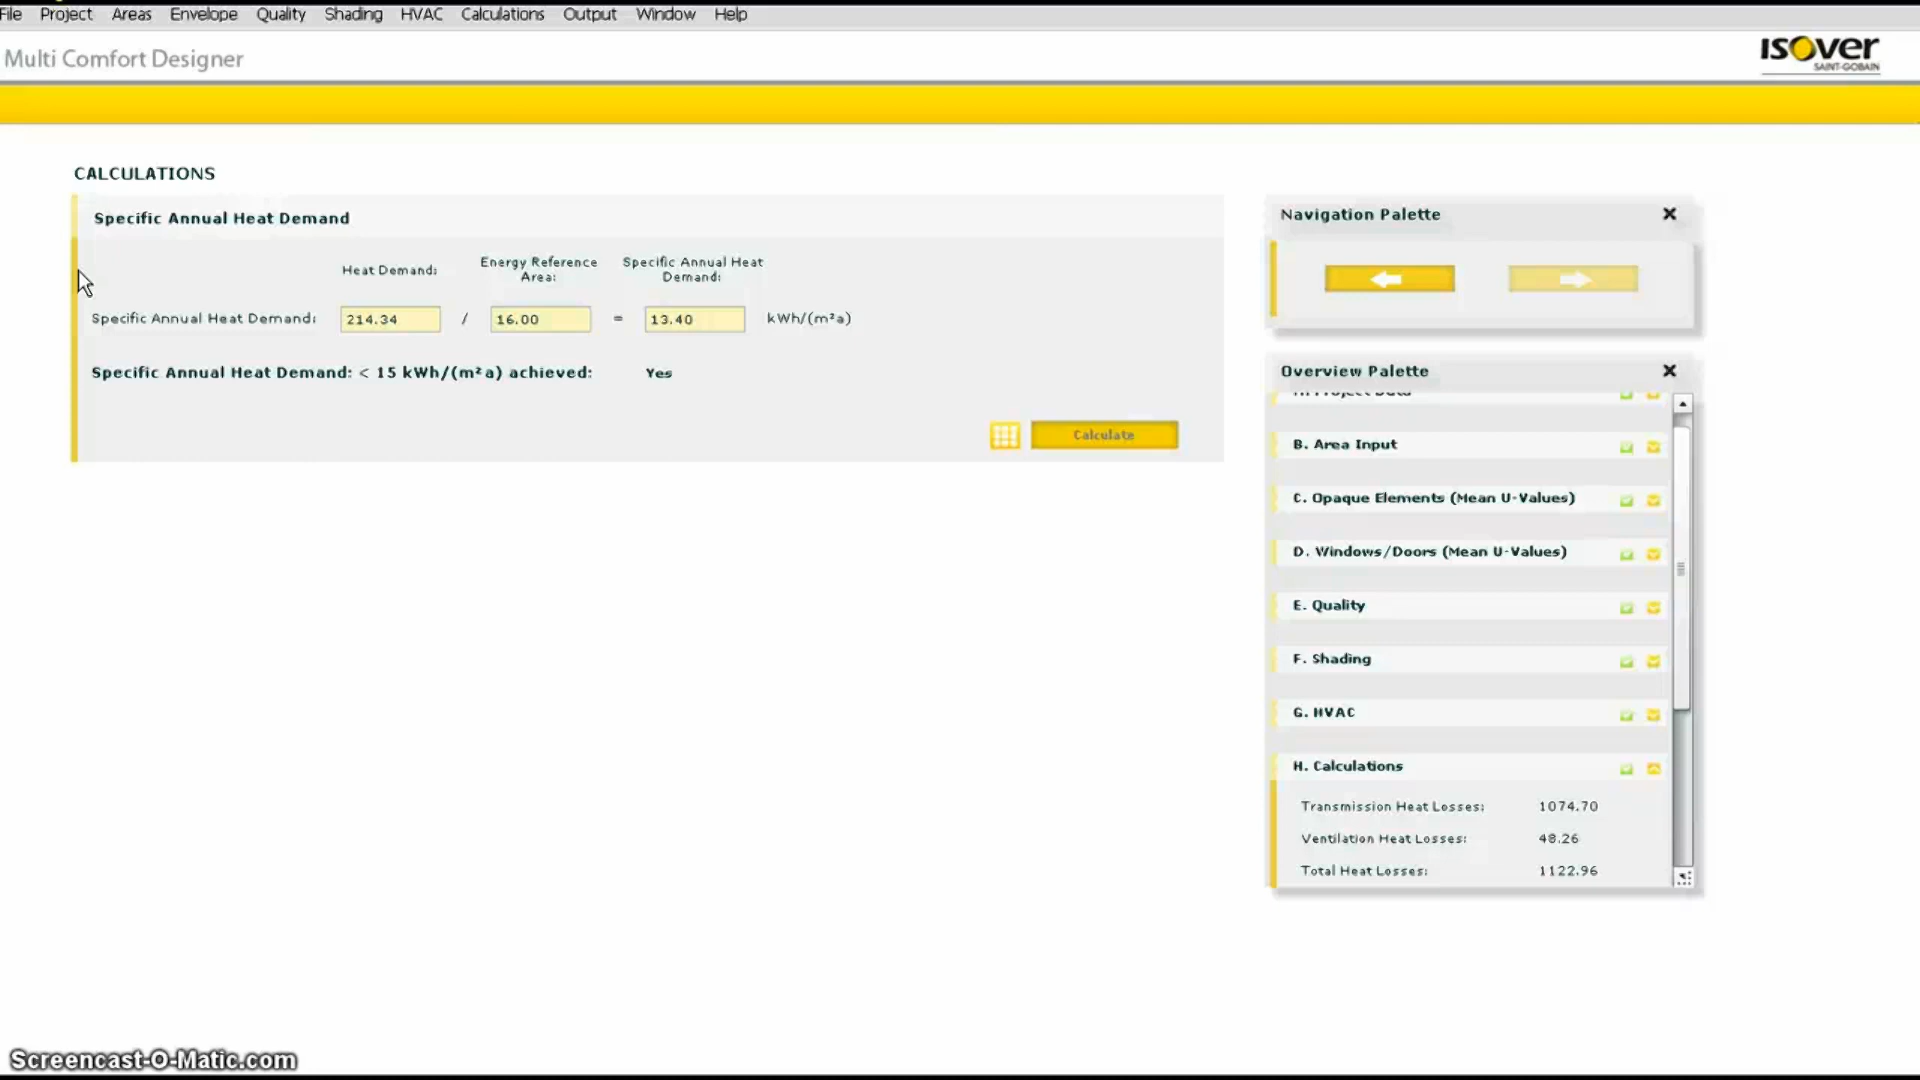 File Project Areas Envelope Quality Shading HVAC Calculations Output Window Help
Multi Comfort Designer
ISOVER
SAINT-GOBAIN
CALCULATIONS
Specific Annual Heat Demand
Heat Demand:
Energy Reference
Area:
Specific Annual Heat
Demand:
Specific Annual Heat Demand: 214.34 / 16.00 = 13.40 kWh/(m²a)
Specific Annual Heat Demand: < 15 kWh/(m²a) achieved: Yes
Calculate
Navigation Palette
Overview Palette
B. Area Input
C. Opaque Elements (Mean U-Values)
D. Windows/Doors (Mean U-Values)
E. Quality
F. Shading
G. HVAC
H. Calculations
Transmission Heat Losses: 1074.70
Ventilation Heat Losses: 48.26
Total Heat Losses: 1122.96
Screencast-O-Matic.com